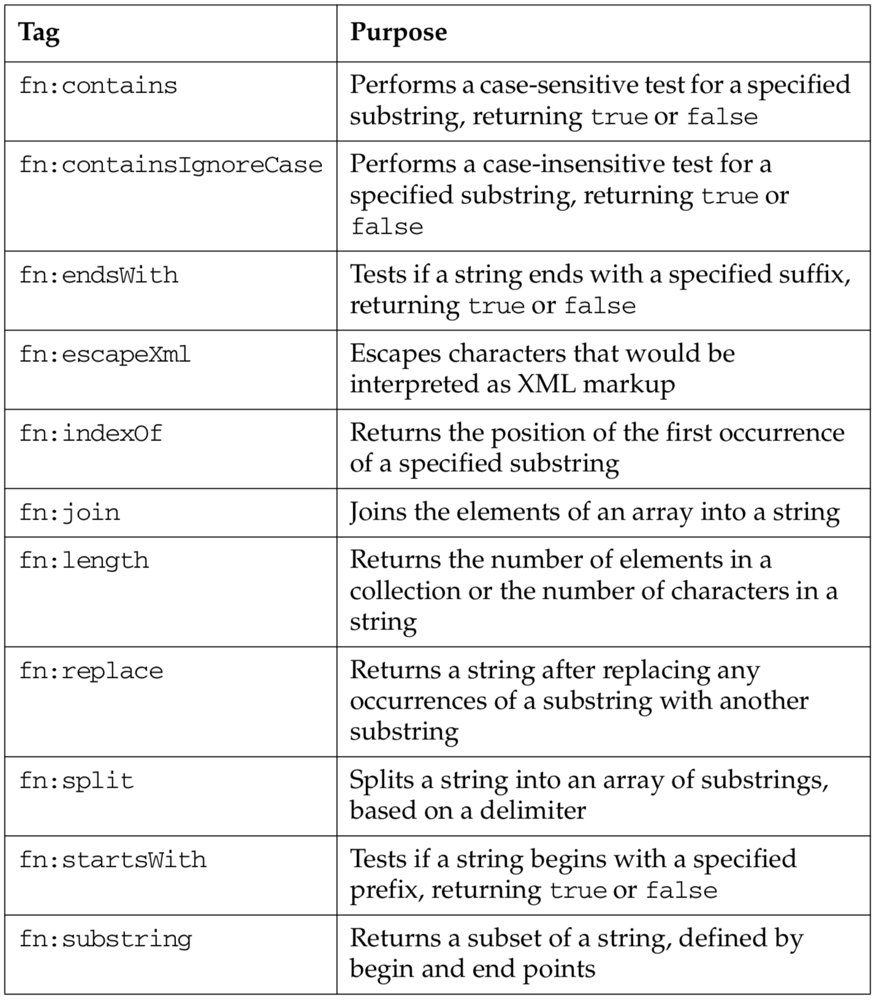 Tag Purpose
fn:contains Performs a case-sensitive test for a specified
substring, returning true or false
fn:containsIgnoreCase Performs a case-insensitive test for a
specified substring, returning true or
false
fn:endsWith Tests if a string ends with a specified suffix,
returning true or false
fn:escapeXml Escapes characters that would be
interpreted as XML markup
fn:indexOf Returns the position of the first occurrence
of a specified substring
fn:join Joins the elements of an array into a string
fn:length Returns the number of elements in a
collection or the number of characters in a
string
fn:replace Returns a string after replacing any
occurrences of a substring with another
substring
fn:split Splits a string into an array of substrings,
based on a delimiter
fn:startsWith Tests if a string begins with a specified
prefix, returning true or false
fn:substring Returns a subset of a string, defined by
begin and end points